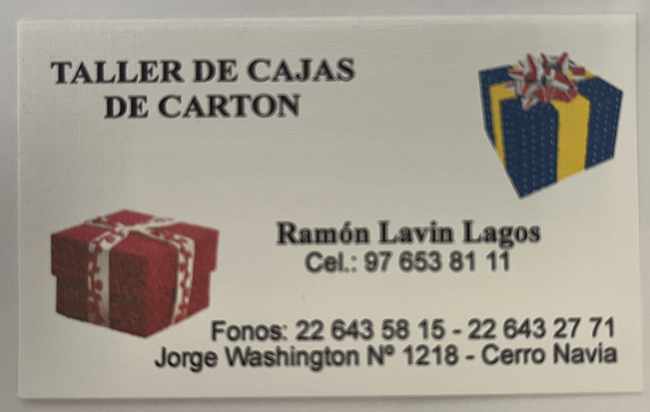 TALLER DE CAJAS
DE CARTON
Ramón Lavin Lagos
Cel.: 97 653 81 11
Fonos: 22 643 58 15 - 22 643 27 71
Jorge Washington Nº 1218 - Cerro Navia